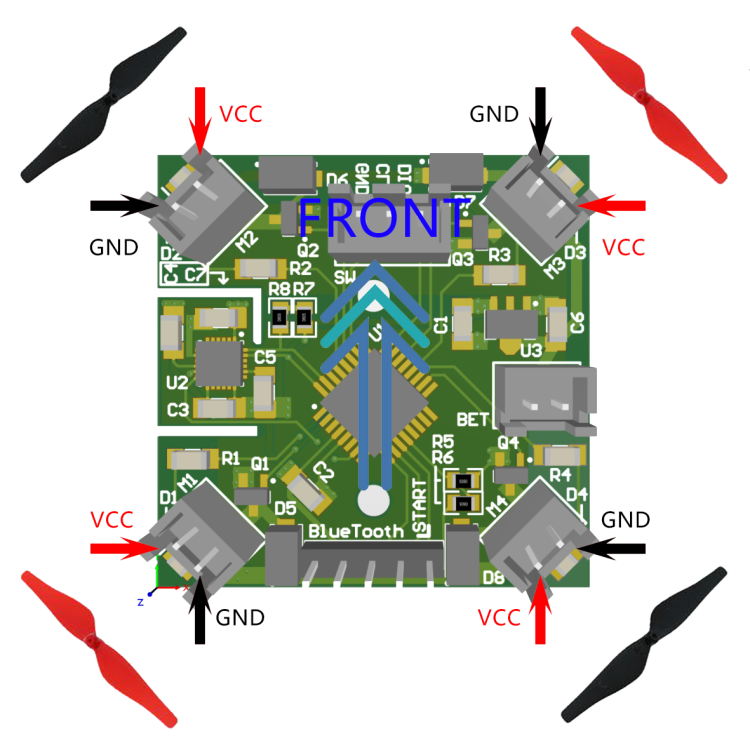 GND
VCC
D6
GND
CL
D7
FRONT
GND
VCC
M2
Q2
Q3
R3
M3
D3
D2
C4
C7
R2
SW
R8
R7
C1
C6
U3
C5
U2
C3
BET
R1
Q1
C2
R5
R6
Q4
R4
D1
M1
D5
START
M4
D4
VCC
GND
BlueTooth
D8
z
x
GND
VCC